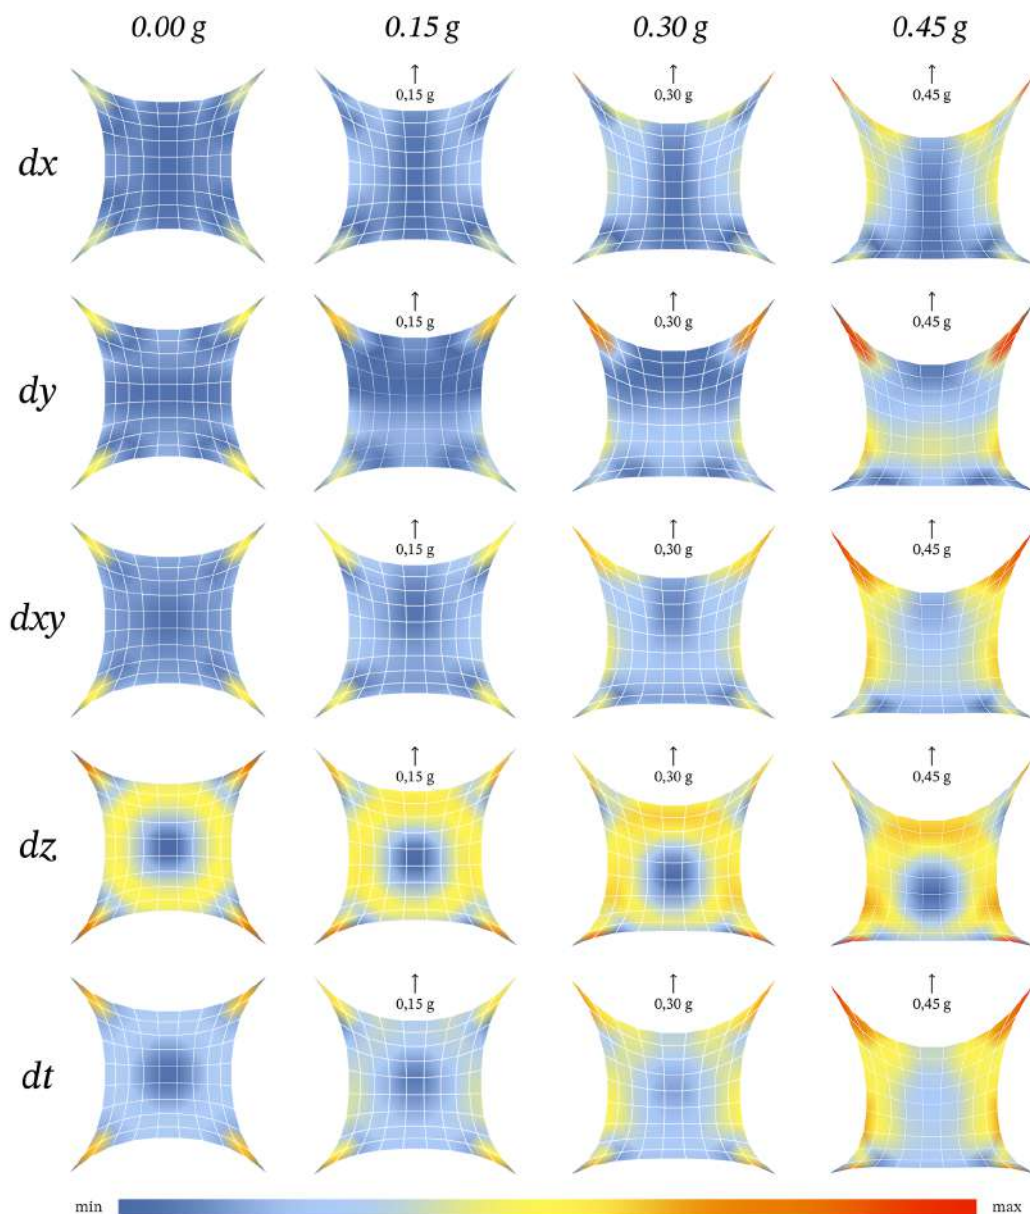 0.00 g 0.15 g 0.30 g 0.45 g
dx
↑ ↑ ↑
0,15 g 0,30 g 0,45 g
dy
↑ ↑ ↑
0,15 g 0,30 g 0,45 g
dxy
↑ ↑ ↑
0,15 g 0,30 g 0,45 g
dz
↑ ↑ ↑
0,15 g 0,30 g 0,45 g
dt
↑ ↑ ↑
0,15 g 0,30 g 0,45 g
min max